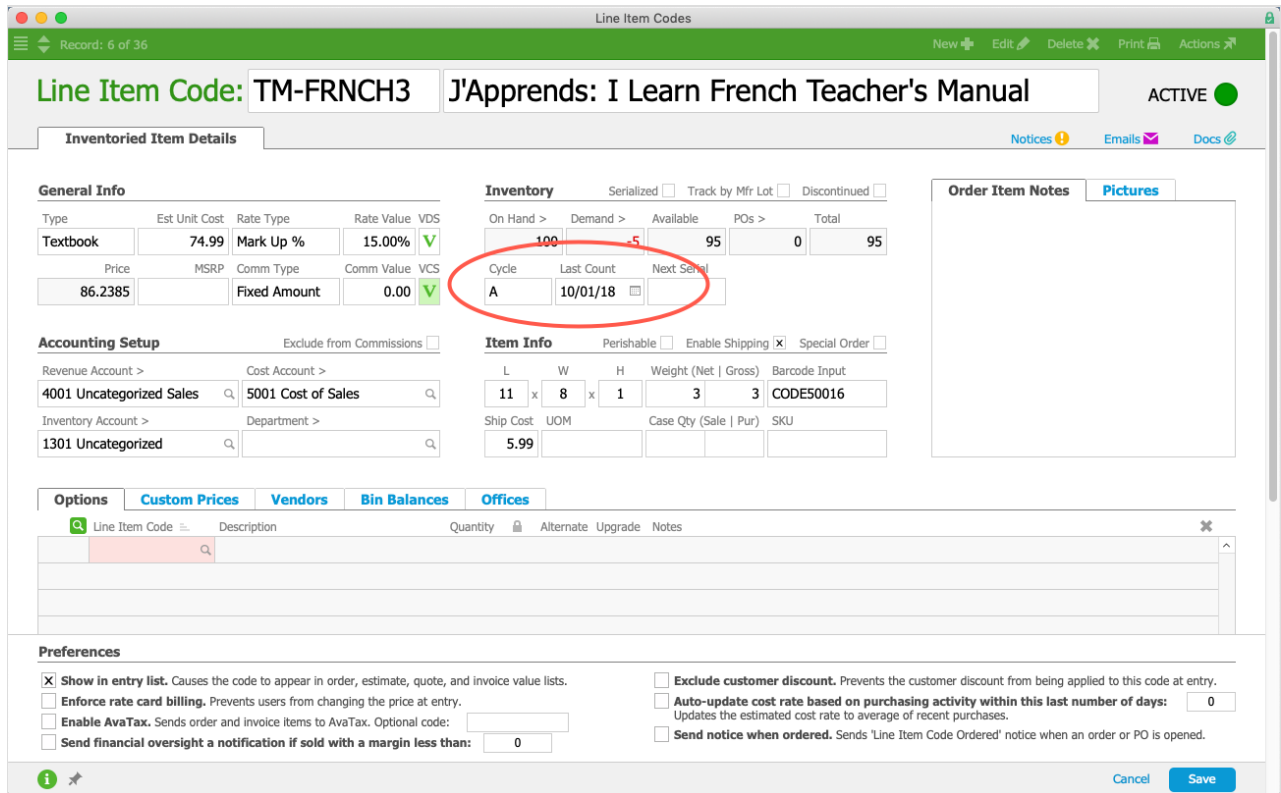 Line Item Codes
Record: 6 of 36 New Edit Delete Print Actions
Line Item Code: TM-FRNCH3 J'Apprends: I Learn French Teacher's Manual ACTIVE
Inventoried Item Details Notices Emails Docs
General Info
Type Est Unit Cost Rate Type Rate Value VDS
Textbook 74.99 Mark Up % 15.00% V
Price MSRP Comm Type Comm Value VCS
86.2385 Fixed Amount 0.00 V
Inventory Serialized Track by Mfr Lot Discontinued
On Hand > Demand > Available POs > Total
100 -5 95 0 95
Cycle Last Count Next Serial
A 10/01/18
Order Item Notes Pictures
Accounting Setup Exclude from Commissions
Revenue Account > Cost Account >
4001 Uncategorized Sales 5001 Cost of Sales
Inventory Account > Department >
1301 Uncategorized
Item Info Perishable Enable Shipping x Special Order
L W H Weight (Net | Gross) Barcode Input
11 x 8 x 1 3 3 CODE50016
Ship Cost UOM Case Qty (Sale | Pur) SKU
5.99
Options Custom Prices Vendors Bin Balances Offices
Line Item Code Description Quantity Alternate Upgrade Notes
Preferences
x Show in entry list. Causes the code to appear in order, estimate, quote, and invoice value lists.
Enforce rate card billing. Prevents users from changing the price at entry.
Enable AvaTax. Sends order and invoice items to AvaTax. Optional code:
Send financial oversight a notification if sold with a margin less than: 0
Exclude customer discount. Prevents the customer discount from being applied to this code at entry.
Auto-update cost rate based on purchasing activity within this last number of days: 0
Updates the estimated cost rate to average of recent purchases.
Send notice when ordered. Sends 'Line Item Code Ordered' notice when an order or PO is opened.
Cancel Save